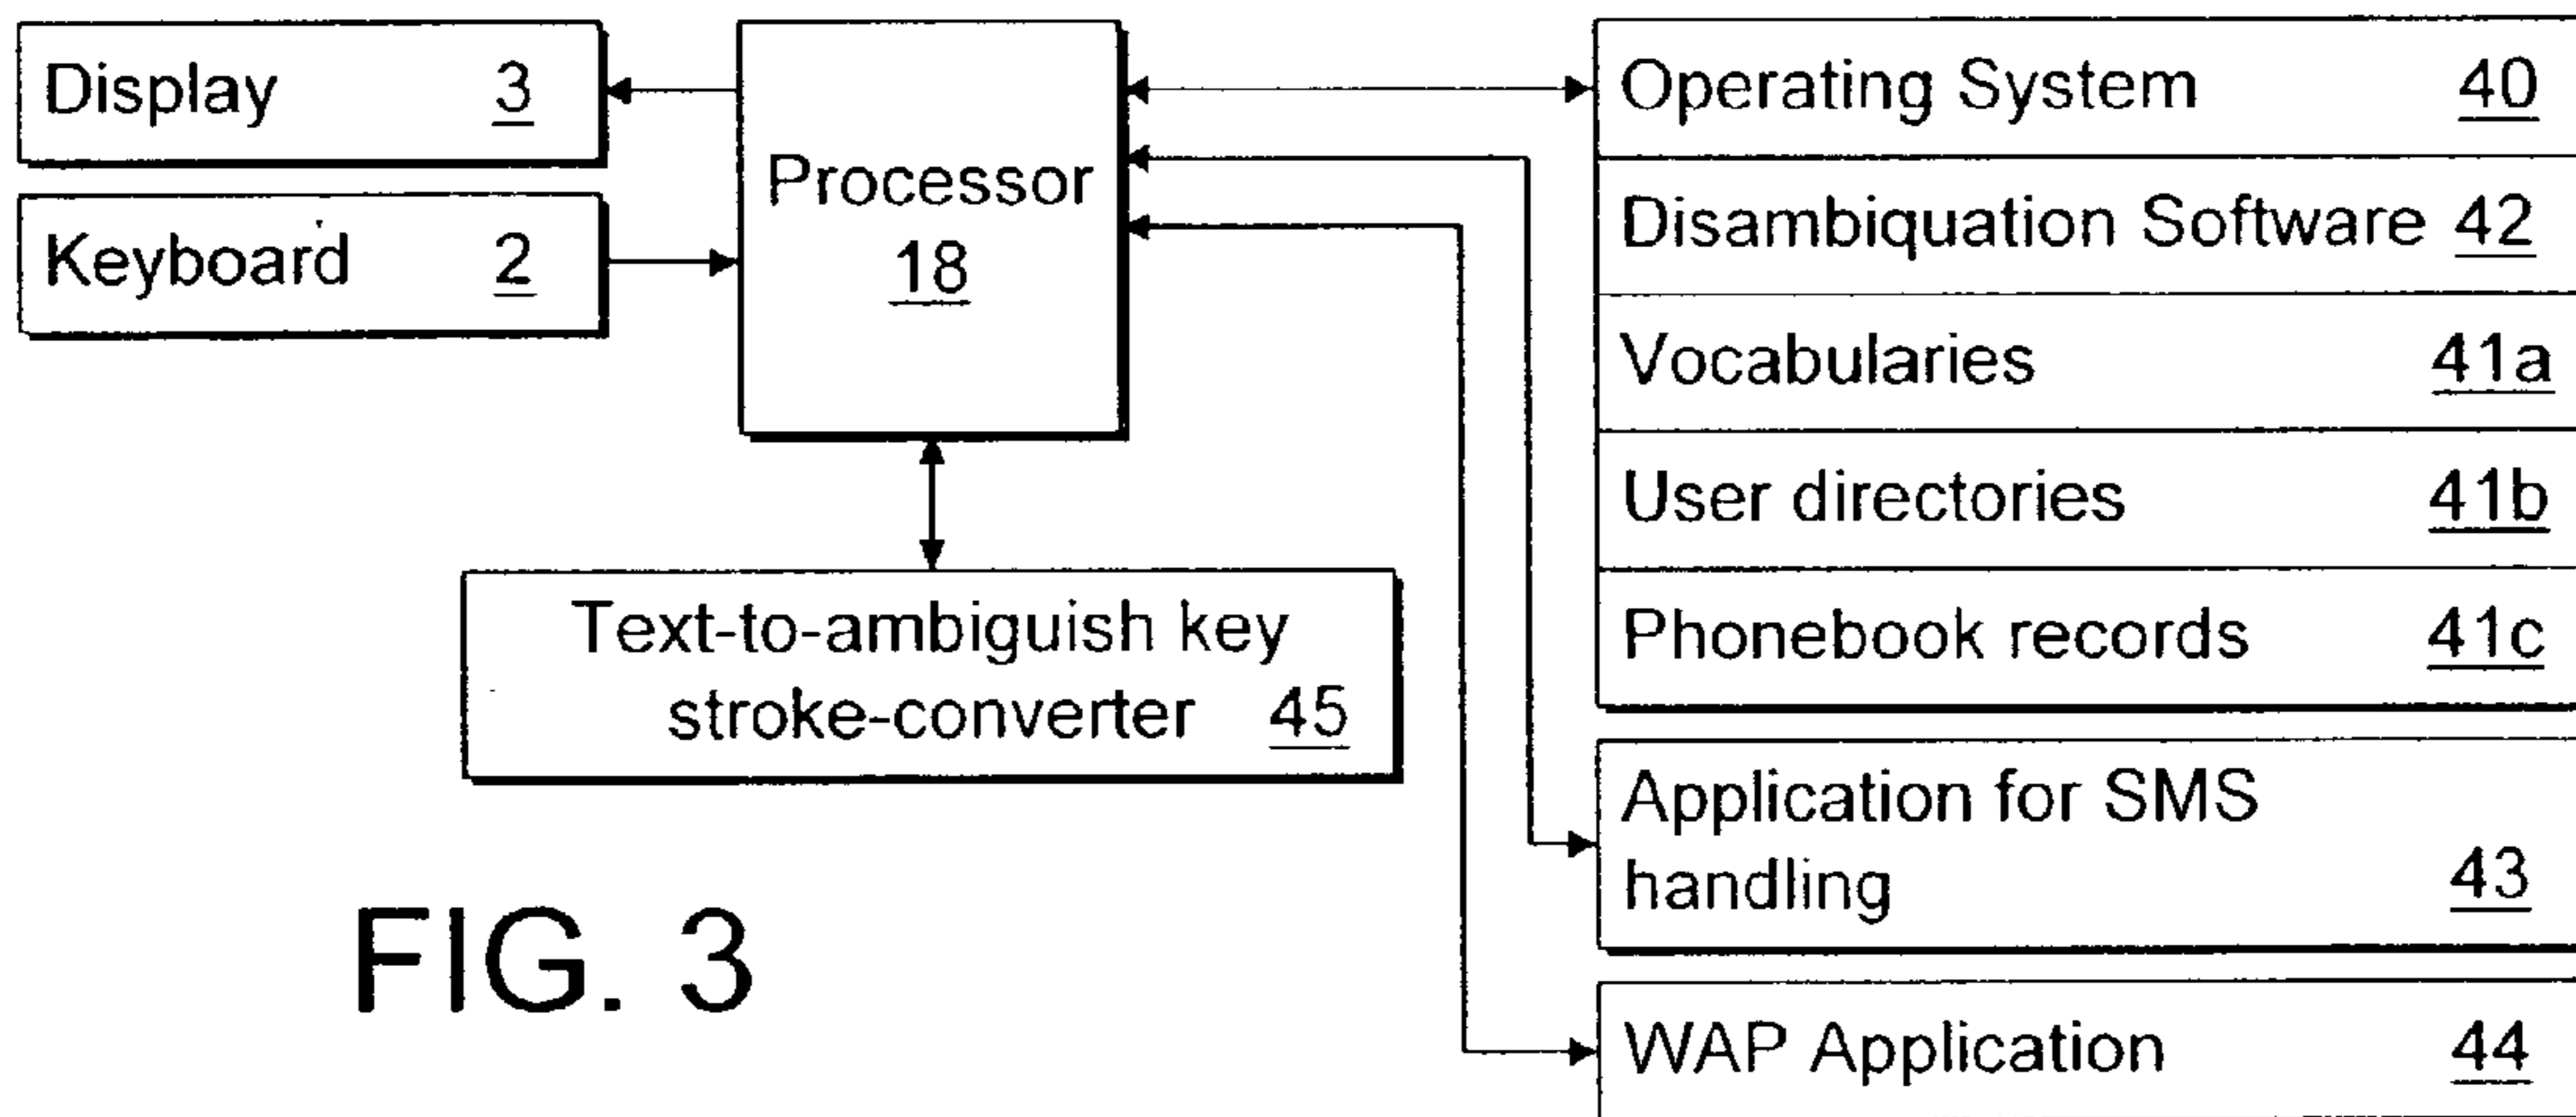 Display 3
Keyboard 2
Processor
18
Text-to-ambiguish key
stroke-converter 45
Operating System 40
Disambiquation Software 42
Vocabularies 41a
User directories 41b
Phonebook records 41c
Application for SMS
handling 43
WAP Application 44
FIG. 3